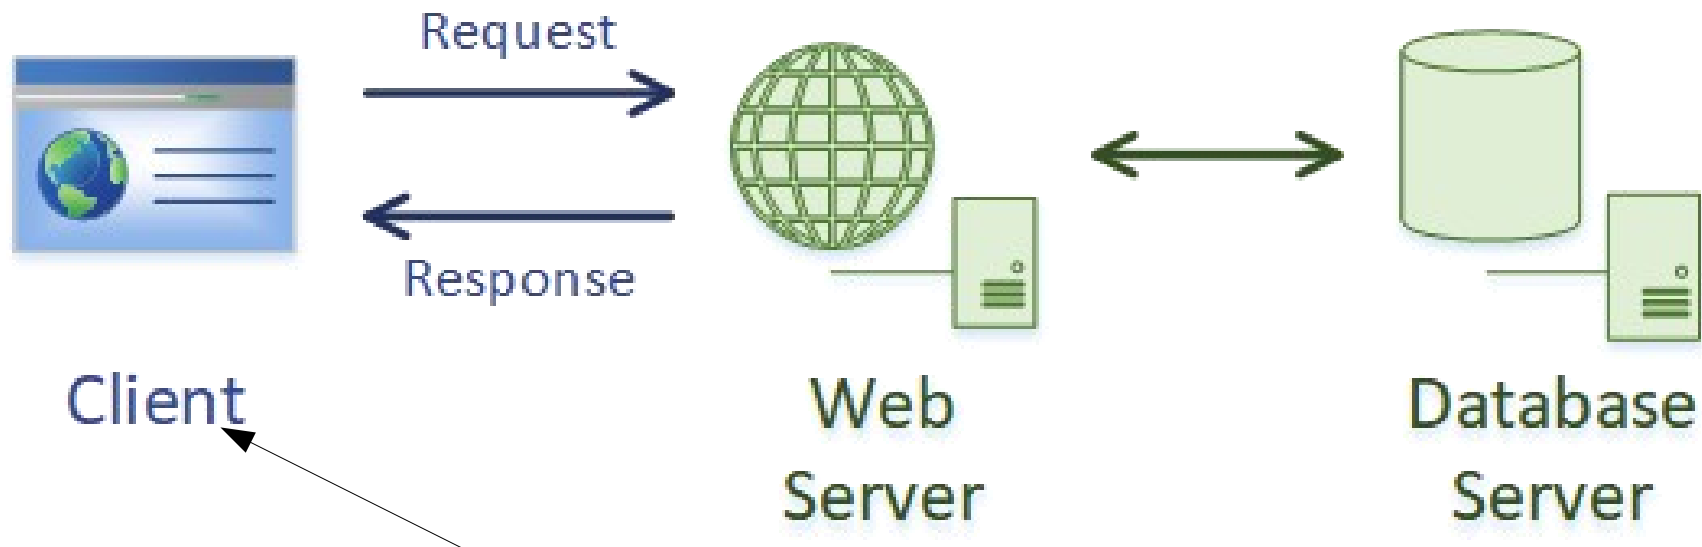 Request
Response
Client
Web
Server
Database
Server